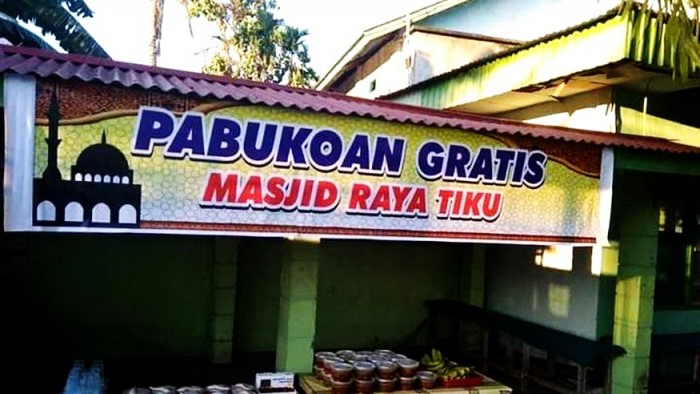 PABUKOAN GRATIS
MASJID RAYA TIKU